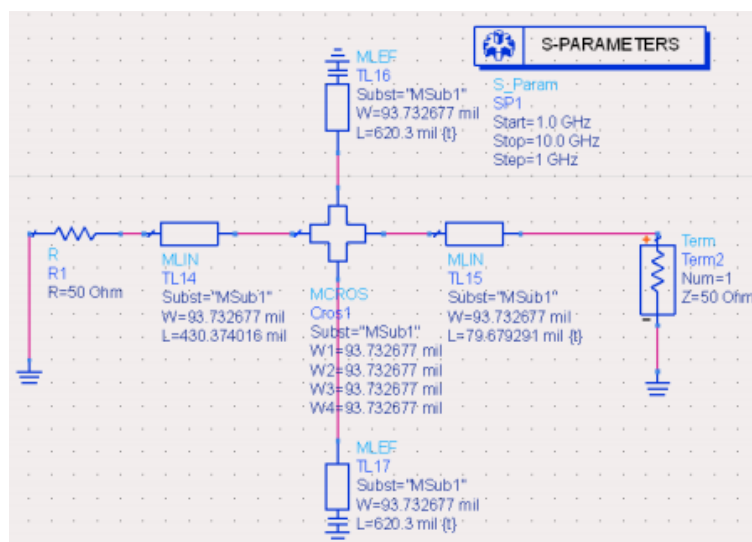 S-PARAMETERS
MLEF
TL16
Subst="MSub1"
W=93.732677 mil
L=620.3 mil {t}
S_Param
SP1
Start=1.0 GHz
Stop=10.0 GHz
Step=1 GHz
R
R1
R=50 Ohm
MLIN
TL14
Subst="MSub1"
W=93.732677 mil
L=430.374016 mil
MCROS
Cros1
Subst="MSub1"
W1=93.732677 mil
W2=93.732677 mil
W3=93.732677 mil
W4=93.732677 mil
MLIN
TL15
Subst="MSub1"
W=93.732677 mil
L=79.679291 mil {t}
Term
Term2
Num=1
Z=50 Ohm
MLEF
TL17
Subst="MSub1"
W=93.732677 mil
L=620.3 mil {t}